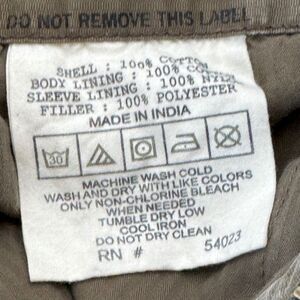 DO NOT REMOVE THIS LABEL
SHELL : 100% COTTON
BODY LINING : 100% CO
SLEEVE LINING : 100% NYL
FILLER : 100% POLYESTER
MADE IN INDIA
30
MACHINE WASH COLD
WASH AND DRY WITH LIKE COLORS
ONLY NON-CHLORINE BLEACH
WHEN NEEDED
TUMBLE DRY LOW
COOL IRON
DO NOT DRY CLEAN
RN # 54023